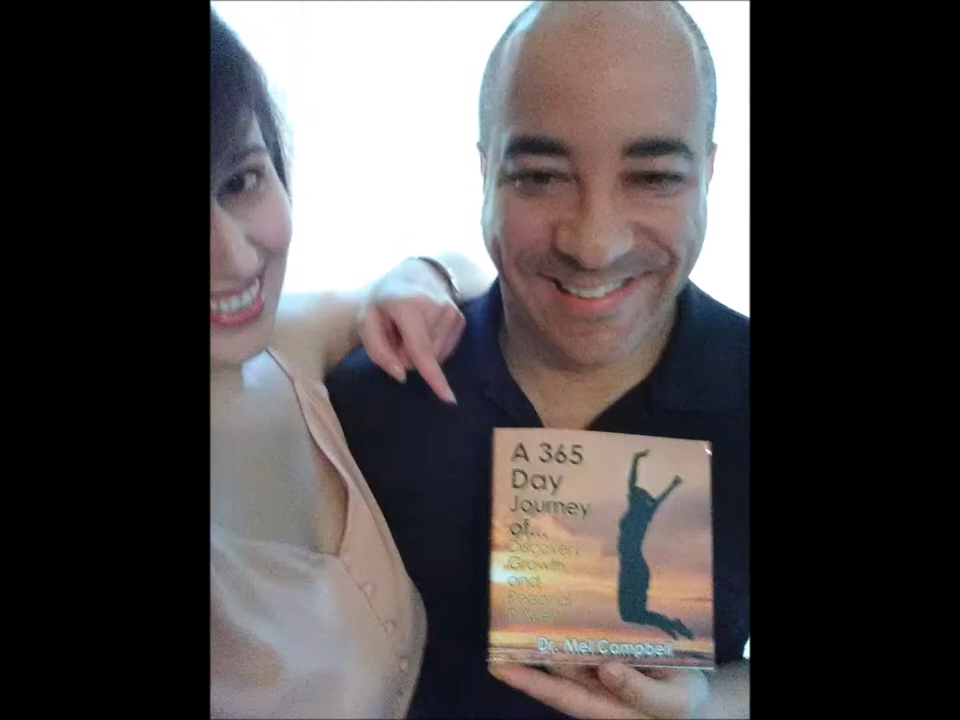 A 365
Day
Journey
of...
Discovery
Growth
and
Personal
Power
Dr. Mel Campbell